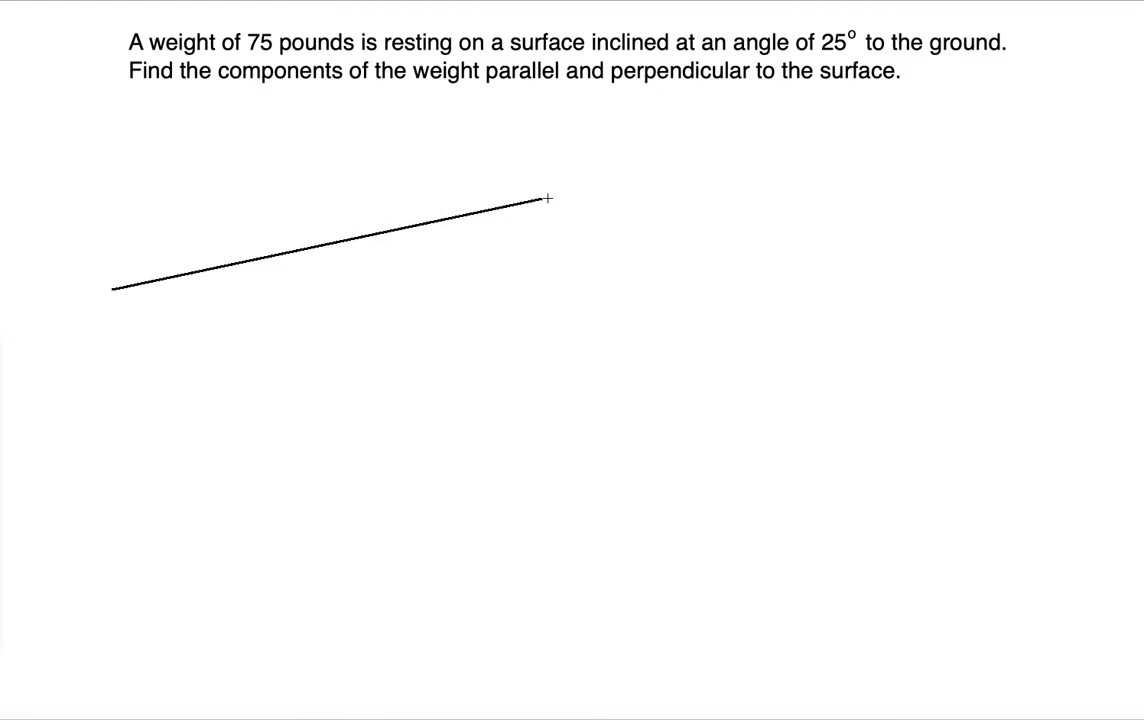 A weight of 75 pounds is resting on a surface inclined at an angle of 25° to the ground.
Find the components of the weight parallel and perpendicular to the surface.